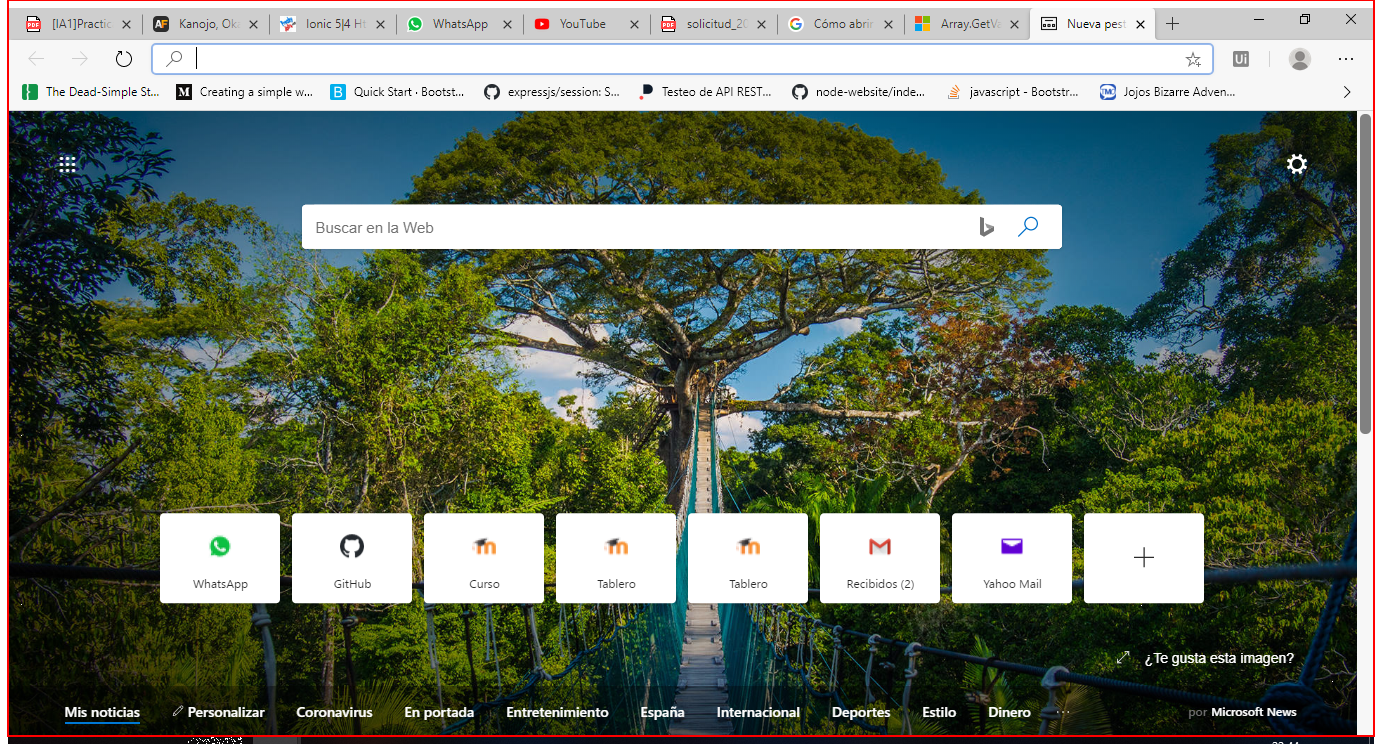 [IA1]Practic Kanojo, Oka Ionic 5|4 Ht WhatsApp YouTube solicitud_20 Cómo abrir Array.GetVa Nueva pest
Ui
The Dead-Simple St... Creating a simple w... Quick Start · Bootst... expressjs/session: S... Testeo de API REST... node-website/inde... javascript - Bootstr... Jojos Bizarre Adven...
Buscar en la Web
WhatsApp GitHub Curso Tablero Tablero Recibidos (2) Yahoo Mail
¿Te gusta esta imagen?
Mis noticias Personalizar Coronavirus En portada Entretenimiento España Internacional Deportes Estilo Dinero ... por Microsoft News